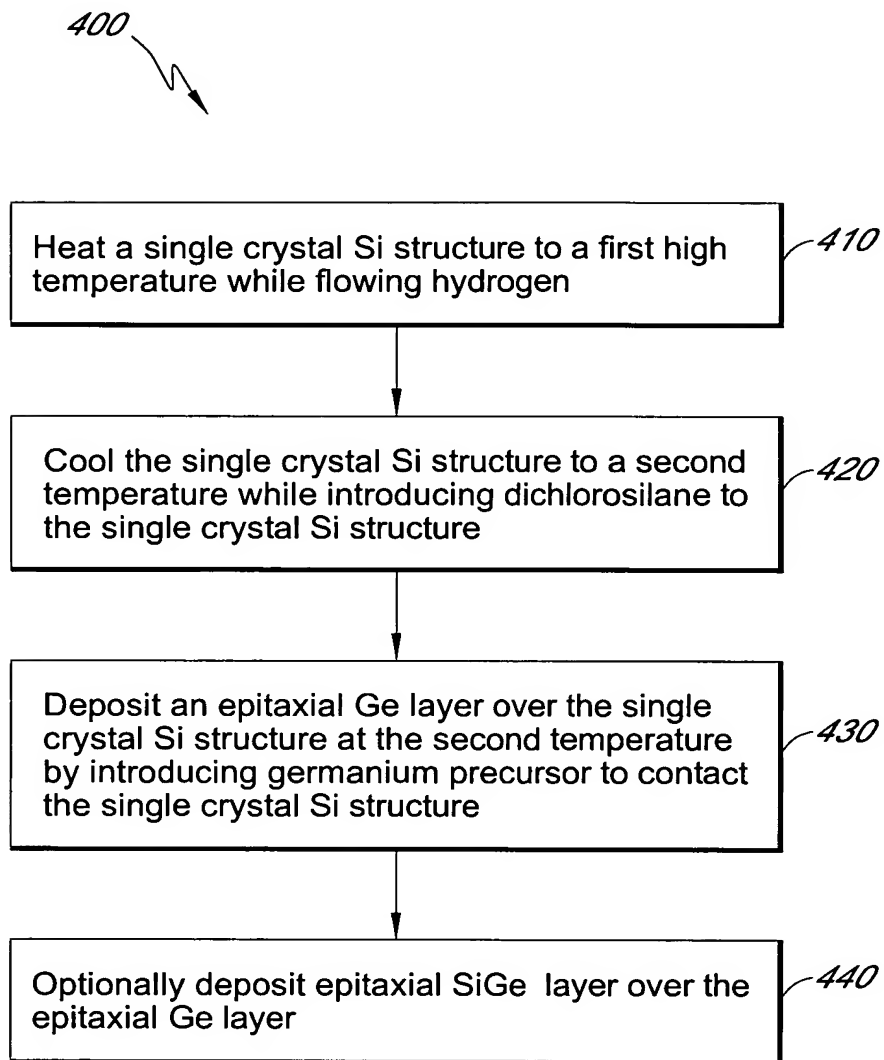 400
Heat a single crystal Si structure to a first high
temperature while flowing hydrogen
410
Cool the single crystal Si structure to a second
temperature while introducing dichlorosilane to
the single crystal Si structure
420
Deposit an epitaxial Ge layer over the single
crystal Si structure at the second temperature
by introducing germanium precursor to contact
the single crystal Si structure
430
Optionally deposit epitaxial SiGe layer over the
epitaxial Ge layer
440